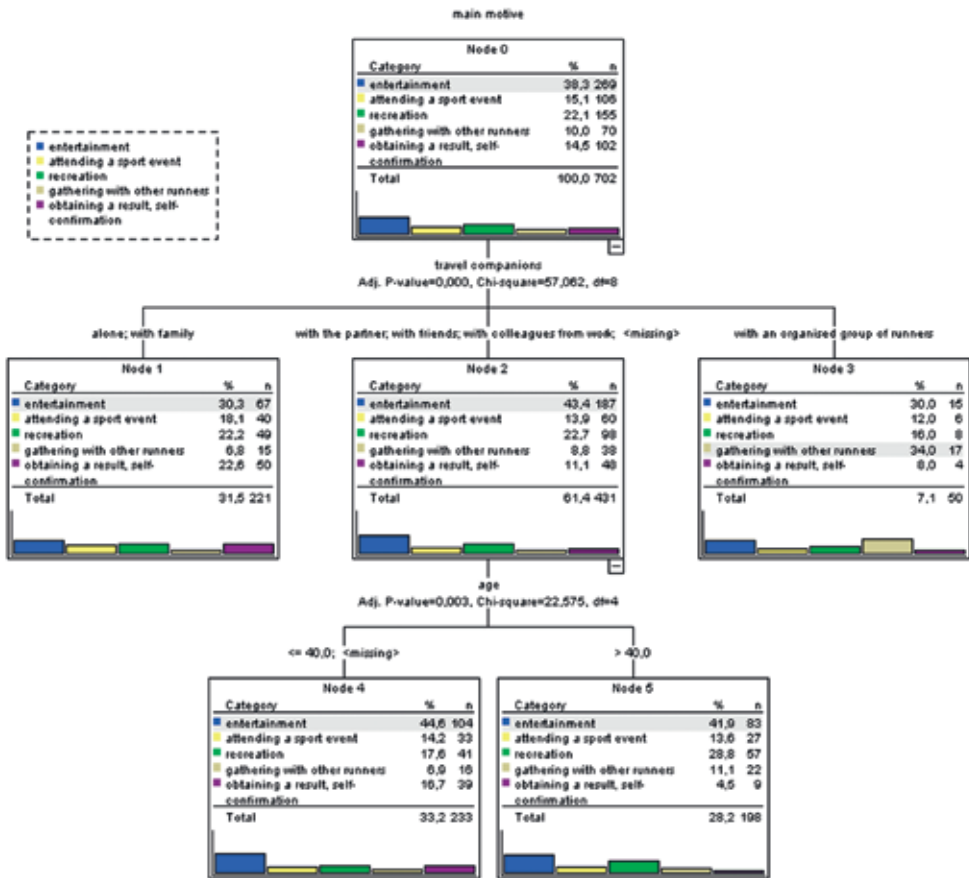 main motive
Node 0
Category % n
entertainment 38,3 269
attending a sport event 15,1 106
recreation 22,1 155
gathering with other runners 10,0 70
obtaining a result, self- 14,5 102
confirmation
Total 100,0 702
entertainment
attending a sport event
recreation
gathering with other runners
obtaining a result, self-
confirmation
travel companions
Adj. P-value=0,000, Chi-square=57,062, df=8
alone; with family
with the partner; with friends; with colleagues from work; <missing>
with an organised group of runners
Node 1
Category % n
entertainment 30,3 67
attending a sport event 18,1 40
recreation 22,2 49
gathering with other runners 6,8 15
obtaining a result, self- 22,6 50
confirmation
Total 31,5 221
Node 2
Category % n
entertainment 43,4 187
attending a sport event 13,9 60
recreation 22,7 98
gathering with other runners 8,8 38
obtaining a result, self- 11,1 48
confirmation
Total 61,4 431
Node 3
Category % n
entertainment 30,0 15
attending a sport event 12,0 6
recreation 16,0 8
gathering with other runners 34,0 17
obtaining a result, self- 8,0 4
confirmation
Total 7,1 50
age
Adj. P-value=0,003, Chi-square=22,575, df=4
<= 40,0; <missing>
> 40,0
Node 4
Category % n
entertainment 44,6 104
attending a sport event 14,2 33
recreation 17,6 41
gathering with other runners 6,9 16
obtaining a result, self- 16,7 39
confirmation
Total 33,2 233
Node 5
Category % n
entertainment 41,9 83
attending a sport event 13,6 27
recreation 28,8 57
gathering with other runners 11,1 22
obtaining a result, self- 4,5 9
confirmation
Total 28,2 198